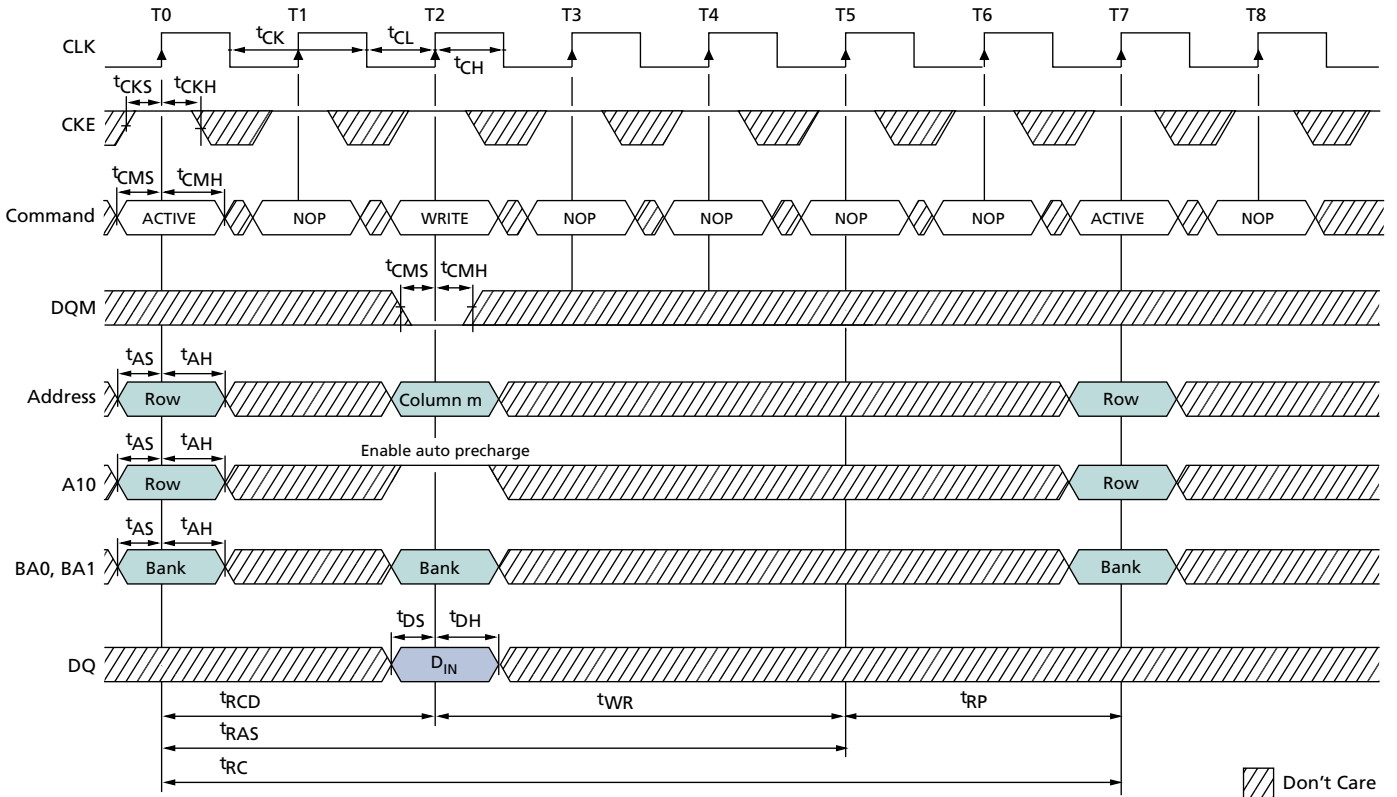 T0 T1 T2 T3 T4 T5 T6 T7 T8
CLK
tCK tCL
tCH
tCKS tCKH
CKE
tCMS tCMH
Command ACTIVE NOP WRITE NOP NOP NOP NOP ACTIVE NOP
tCMS tCMH
DQM
tAS tAH
Address Row Column m Row
tAS tAH Enable auto precharge
A10 Row Row
tAS tAH
BA0, BA1 Bank Bank Bank
tDS tDH
DQ DIN
tRCD tWR tRP
tRAS
tRC
Don't Care